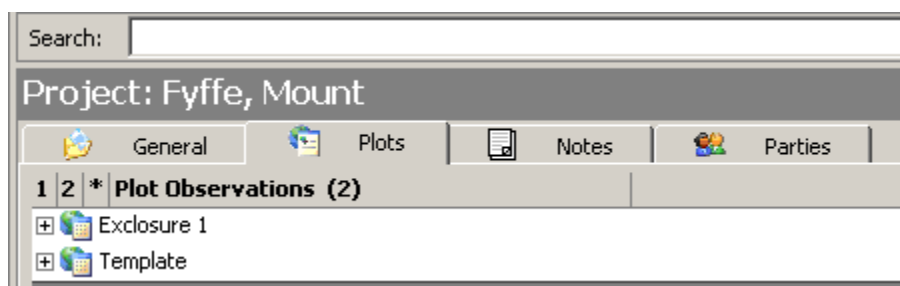 Search:
Project: Fyffe, Mount
General Plots Notes Parties
1 2 * Plot Observations (2)
Exclosure 1
Template